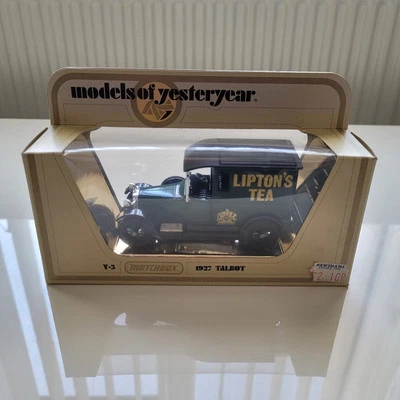 models of yesteryear®
LIPTON'S
TEA
Y-5 MATCHBOX 1927 TALBOT